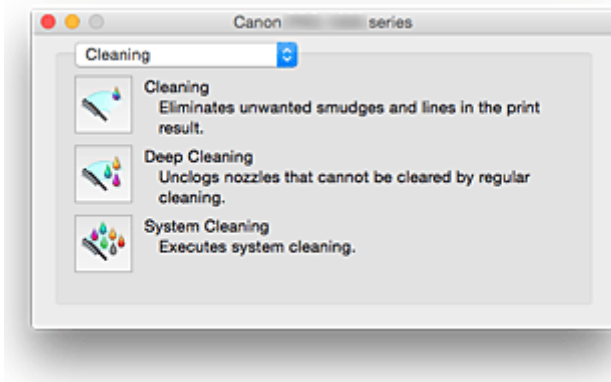 Canon series
Cleaning
Cleaning
Eliminates unwanted smudges and lines in the print
result.
Deep Cleaning
Unclogs nozzles that cannot be cleared by regular
cleaning.
System Cleaning
Executes system cleaning.